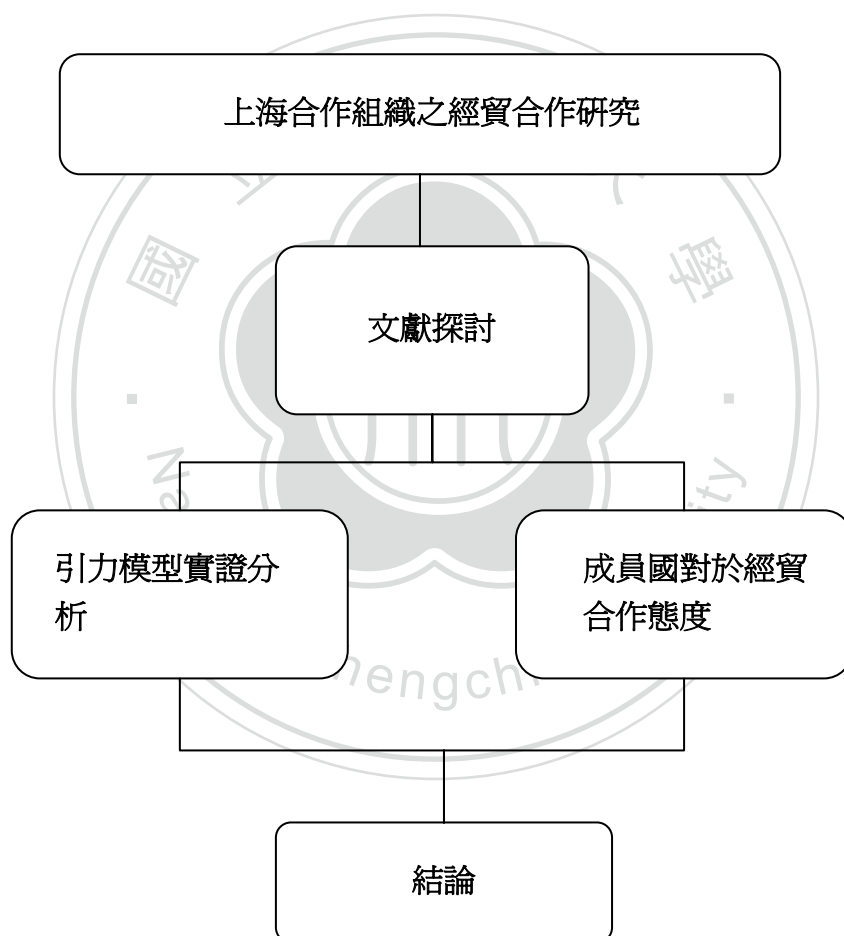 上海合作組織之經貿合作研究
國
學
文獻探討
引力模型實證分
析
成員國對於經貿
合作態度
結論